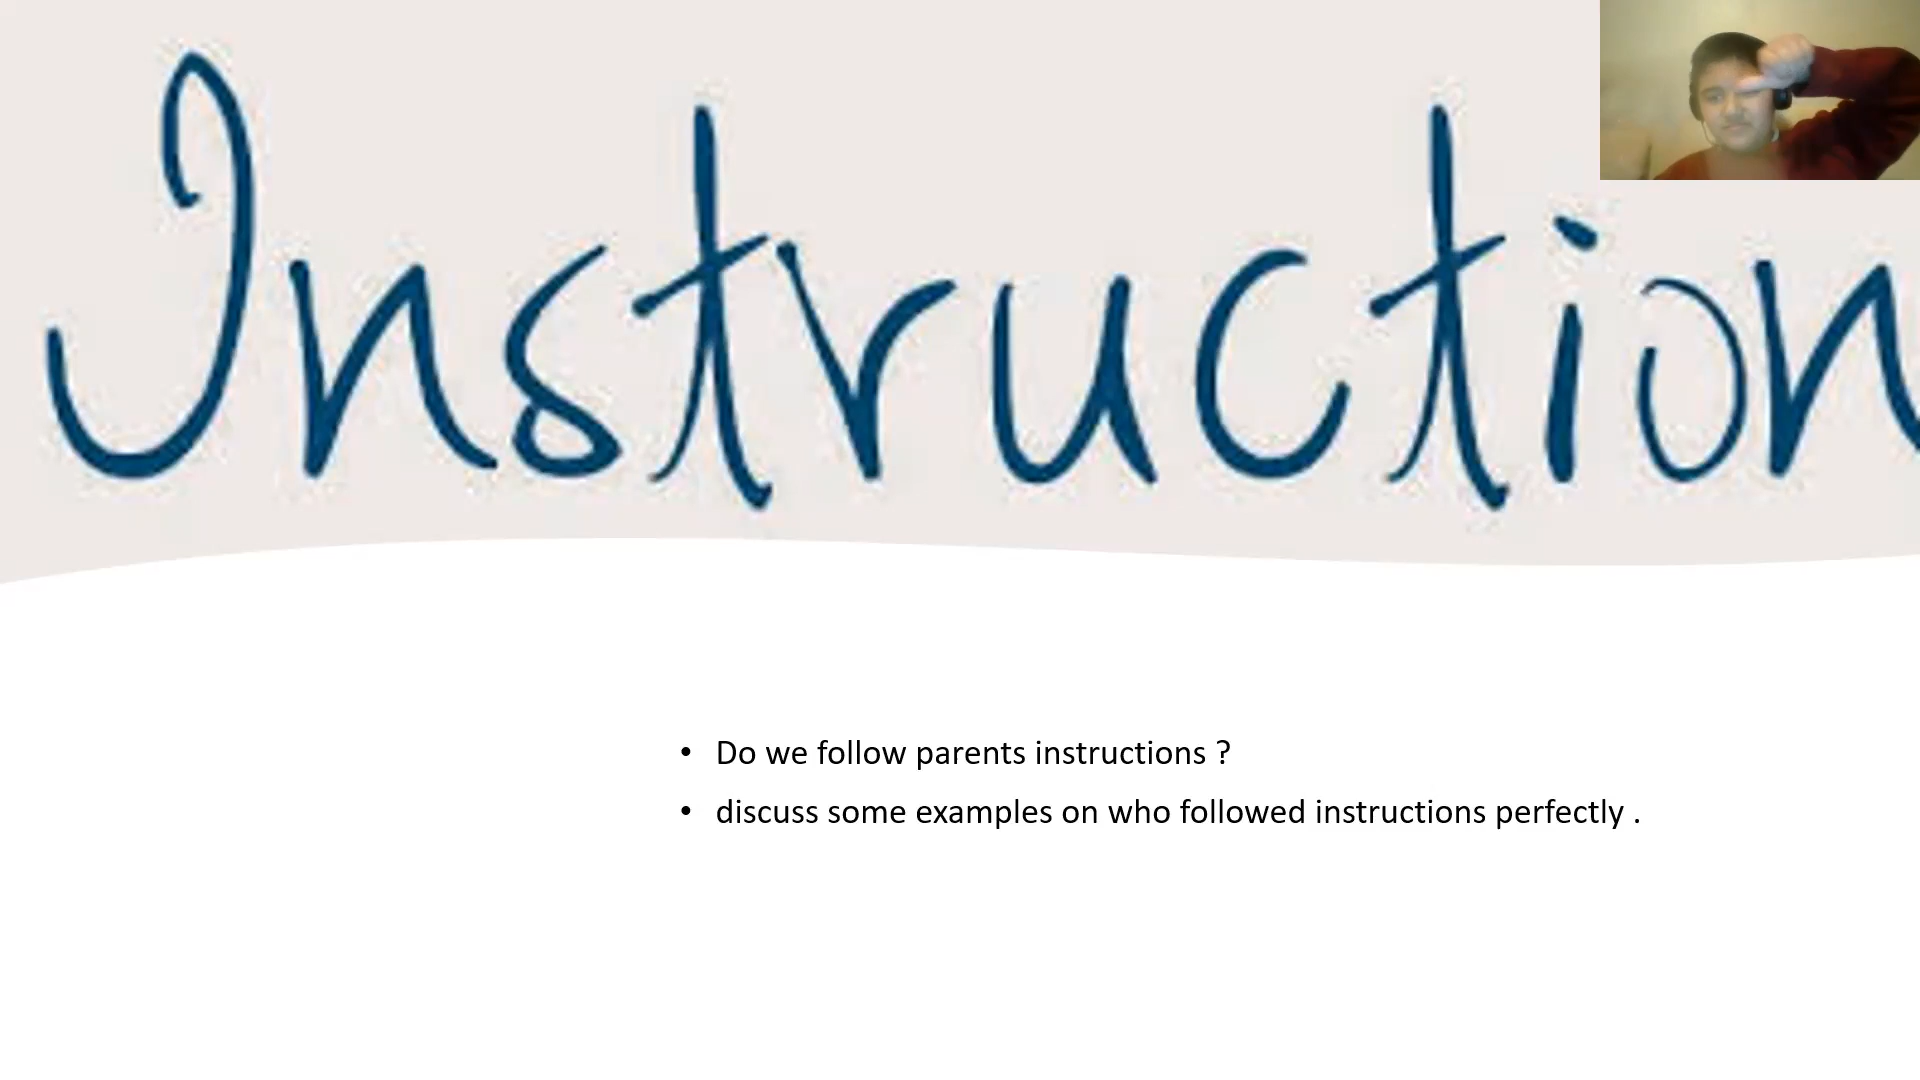 Instruction
• Do we follow parents instructions ?
• discuss some examples on who followed instructions perfectly .